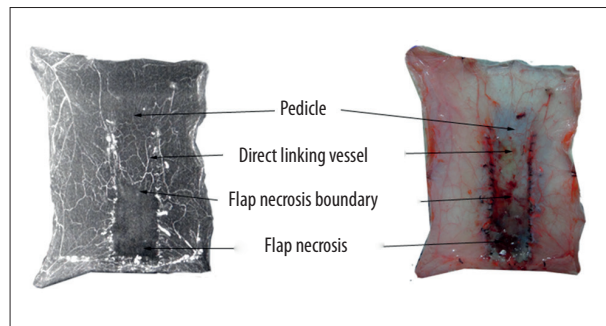 Pedicle
Direct linking vessel
Flap necrosis boundary
Flap necrosis